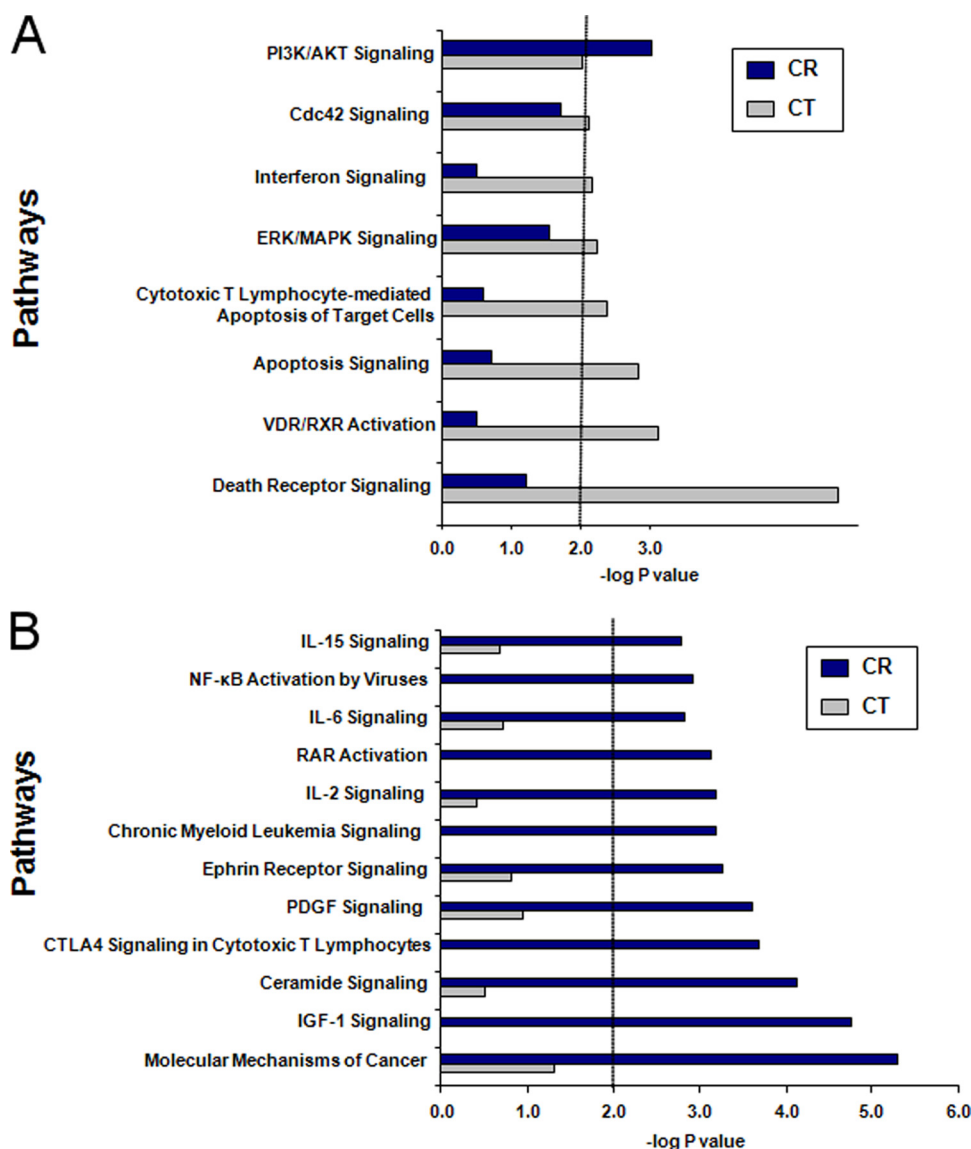 A
PI3K/AKT Signaling
Cdc42 Signaling
Interferon Signaling
ERK/MAPK Signaling
Cytotoxic T Lymphocyte-mediated
Apoptosis of Target Cells
Apoptosis Signaling
VDR/RXR Activation
Death Receptor Signaling
Pathways
CR
CT
0.0 1.0 2.0 3.0
-log P value
B
IL-15 Signaling
NF-κB Activation by Viruses
IL-6 Signaling
RAR Activation
IL-2 Signaling
Chronic Myeloid Leukemia Signaling
Ephrin Receptor Signaling
PDGF Signaling
CTLA4 Signaling in Cytotoxic T Lymphocytes
Ceramide Signaling
IGF-1 Signaling
Molecular Mechanisms of Cancer
Pathways
CR
CT
0.0 1.0 2.0 3.0 4.0 5.0 6.0
-log P value